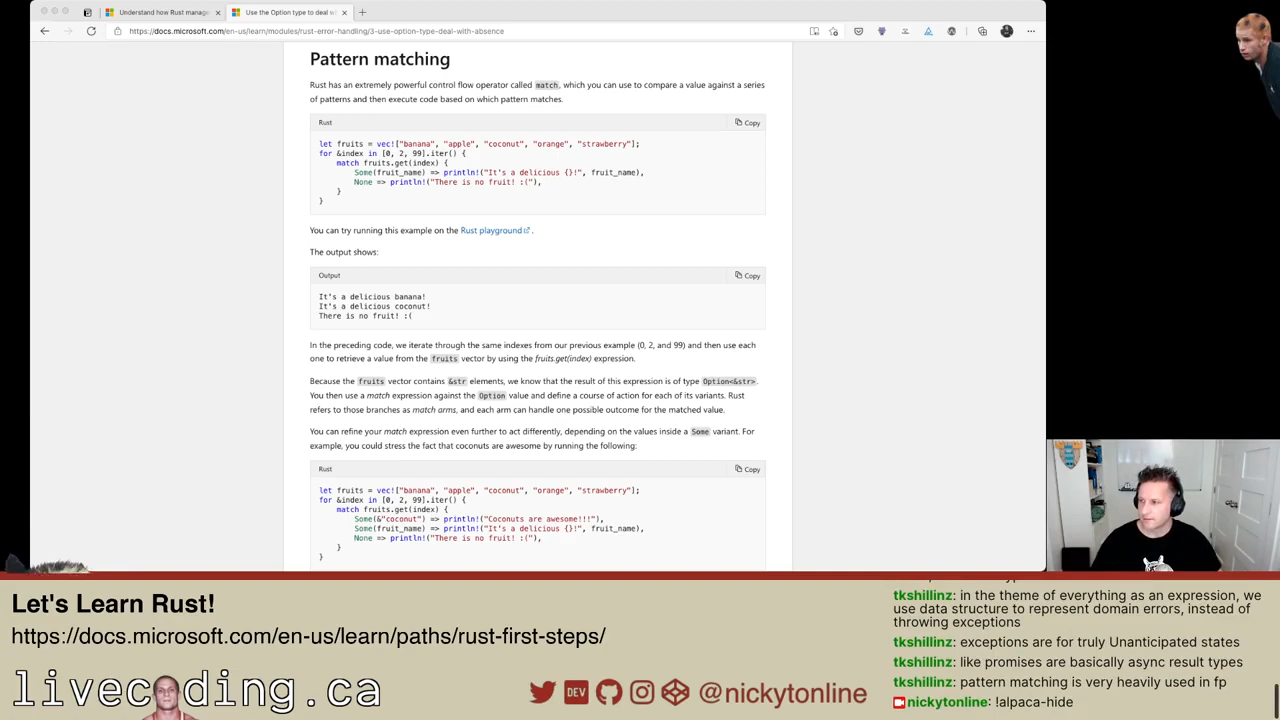 Understand how Rust manage
Use the Option type to deal wit
https://docs.microsoft.com/en-us/learn/modules/rust-error-handling/3-use-option-type-deal-with-absence
Pattern matching
Rust has an extremely powerful control flow operator called match, which you can use to compare a value against a series
of patterns and then execute code based on which pattern matches.
Rust
Copy
let fruits = vec!["banana", "apple", "coconut", "orange", "strawberry"];
for &index in [0, 2, 99].iter() {
match fruits.get(index) {
Some(fruit_name) => println!("It's a delicious {}!", fruit_name),
None => println!("There is no fruit! :("),
}
}
You can try running this example on the Rust playground .
The output shows:
Output
Copy
It's a delicious banana!
It's a delicious coconut!
There is no fruit! :(
In the preceding code, we iterate through the same indexes from our previous example (0, 2, and 99) and then use each
one to retrieve a value from the fruits vector by using the fruits.get(index) expression.
Because the fruits vector contains &str elements, we know that the result of this expression is of type Option<&str>.
You then use a match expression against the Option value and define a course of action for each of its variants. Rust
refers to those branches as match arms, and each arm can handle one possible outcome for the matched value.
You can refine your match expression even further to act differently, depending on the values inside a Some variant. For
example, you could stress the fact that coconuts are awesome by running the following:
Rust
Copy
let fruits = vec!["banana", "apple", "coconut", "orange", "strawberry"];
for &index in [0, 2, 99].iter() {
match fruits.get(index) {
Some(&"coconut") => println!("Coconuts are awesome!!!"),
Some(fruit_name) => println!("It's a delicious {}!", fruit_name),
None => println!("There is no fruit! :("),
}
}
Let's Learn Rust!
https://docs.microsoft.com/en-us/learn/paths/rust-first-steps/
livecoding.ca
DEV
@nickytonline
tkshillinz: in the theme of everything as an expression, we
use data structure to represent domain errors, instead of
throwing exceptions
tkshillinz: exceptions are for truly Unanticipated states
tkshillinz: like promises are basically async result types
tkshillinz: pattern matching is very heavily used in fp
nickytonline: !alpaca-hide